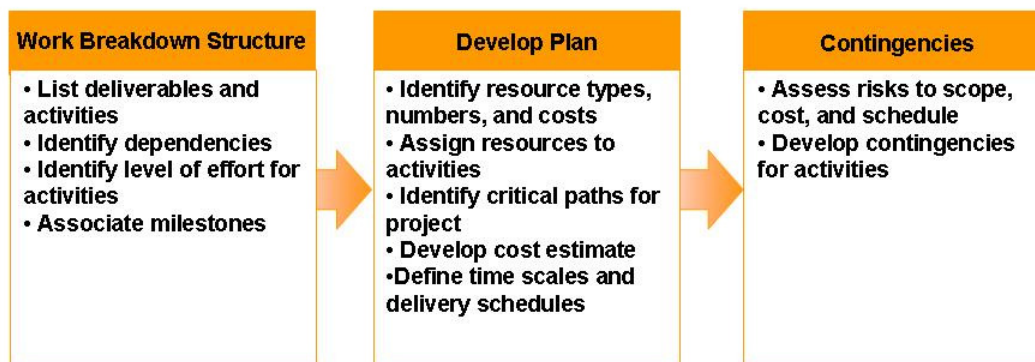 Work Breakdown Structure
• List deliverables and
activities
• Identify dependencies
• Identify level of effort for
activities
• Associate milestones
Develop Plan
• Identify resource types,
numbers, and costs
• Assign resources to
activities
• Identify critical paths for
project
• Develop cost estimate
•Define time scales and
delivery schedules
Contingencies
• Assess risks to scope,
cost, and schedule
• Develop contingencies
for activities